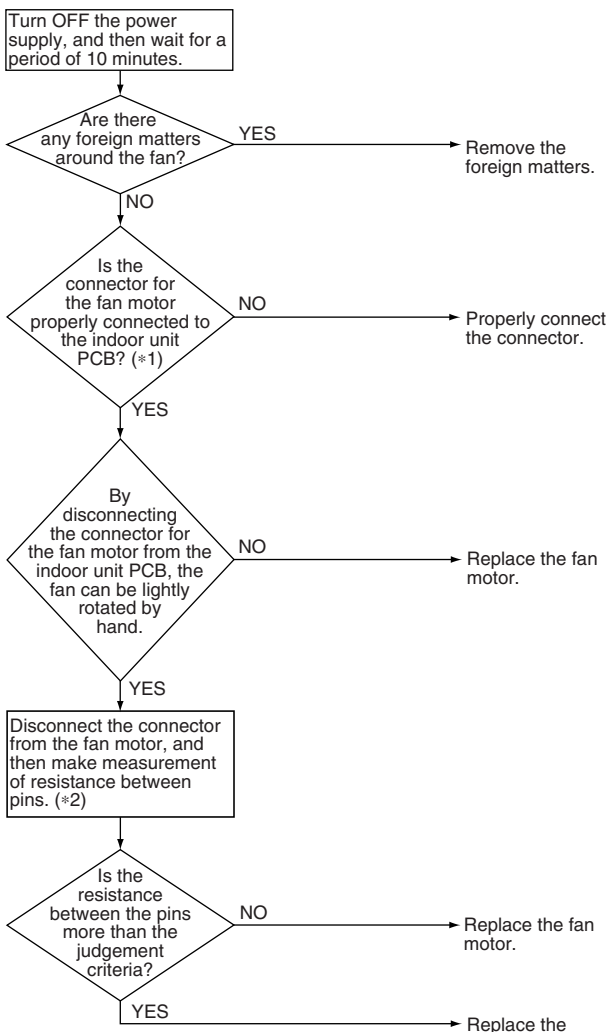 Turn OFF the power
supply, and then wait for a
period of 10 minutes.
Are there
any foreign matters
around the fan?
YES
Remove the
foreign matters.
NO
Is the
connector for
the fan motor
properly connected to
the indoor unit
PCB? (*1)
NO
Properly connect
the connector.
YES
By
disconnecting
the connector for
the fan motor from the
indoor unit PCB, the
fan can be lightly
rotated by
hand.
NO
Replace the fan
motor.
YES
Disconnect the connector
from the fan motor, and
then make measurement
of resistance between
pins. (*2)
Is the
resistance
between the pins
more than the
judgement
criteria?
NO
Replace the fan
motor.
YES
Replace the